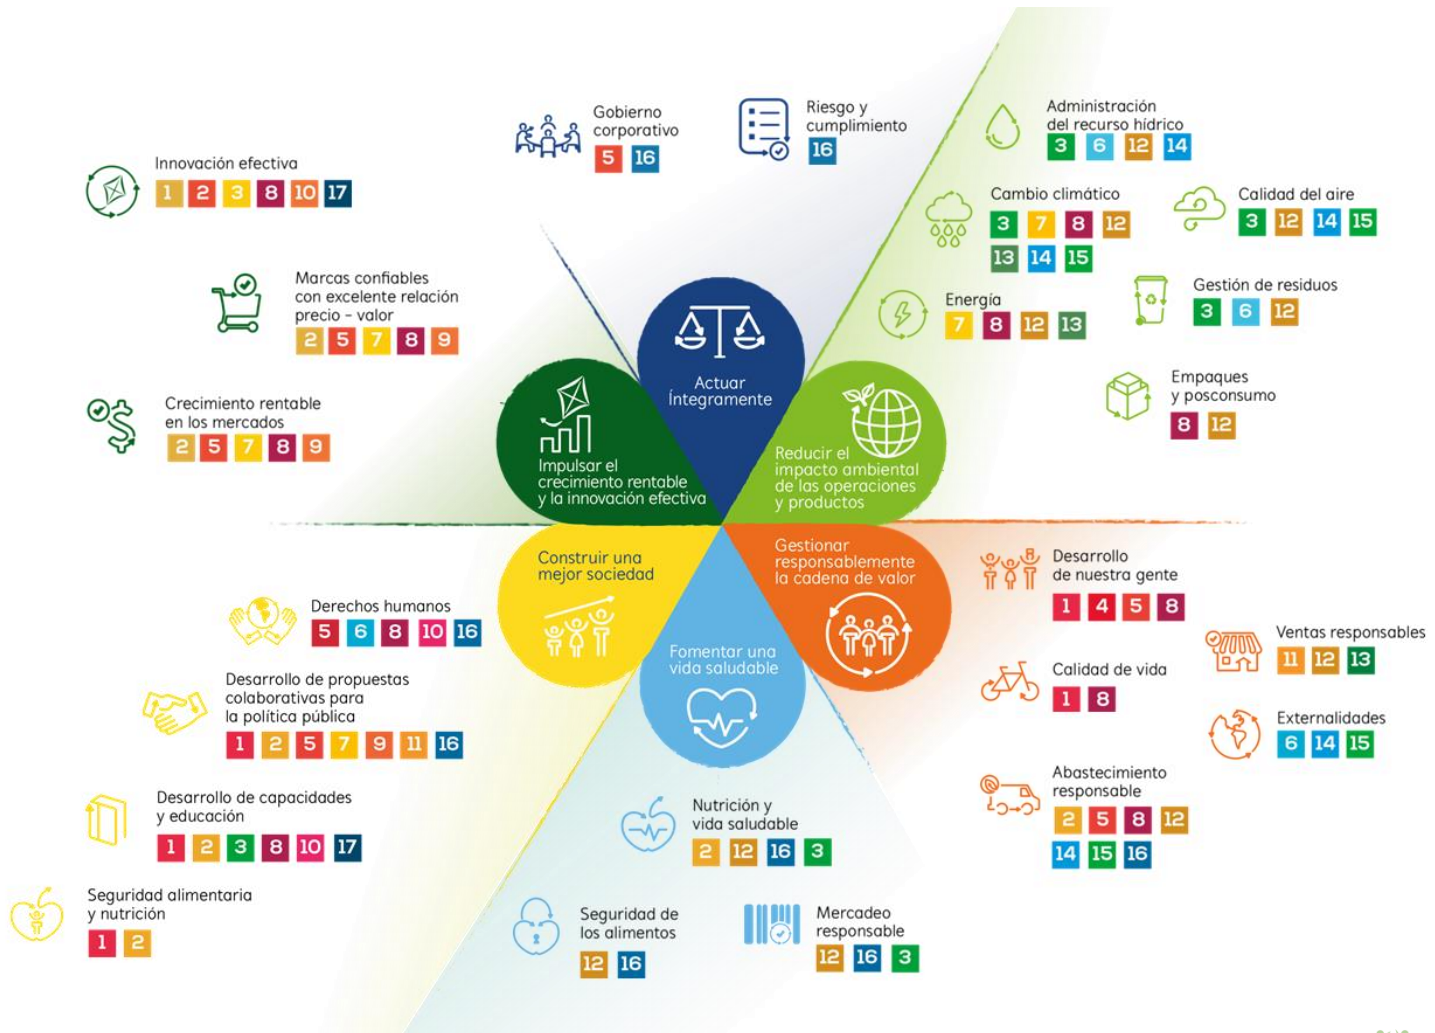 Gobierno
corporativo
5 16
Riesgo y
cumplimiento
16
Administración
del recurso hídrico
3 6 12 14
Cambio climático
3 7 8 12
13 14 15
Calidad del aire
3 12 14 15
Energía
7 8 12 13
Gestión de residuos
3 6 12
Empaques
y posconsumo
8 12
Innovación efectiva
1 2 3 8 10 17
Marcas confiables
con excelente relación
precio – valor
2 5 7 8 9
Crecimiento rentable
en los mercados
2 5 7 8 9
Actuar
Íntegramente
Impulsar el
crecimiento rentable
y la innovación efectiva
Reducir el
impacto ambiental
de las operaciones
y productos
Construir una
mejor sociedad
Fomentar una
vida saludable
Gestionar
responsablemente
la cadena de valor
Desarrollo
de nuestra gente
1 4 5 8
Ventas responsables
11 12 13
Calidad de vida
1 8
Externalidades
6 14 15
Abastecimiento
responsable
2 5 8 12
14 15 16
Derechos humanos
5 6 8 10 16
Desarrollo de propuestas
colaborativas para
la política pública
1 2 5 7 9 11 16
Desarrollo de capacidades
y educación
1 2 3 8 10 17
Seguridad alimentaria
y nutrición
1 2
Nutrición y
vida saludable
2 12 16 3
Seguridad de
los alimentos
12 16
Mercadeo
responsable
12 16 3